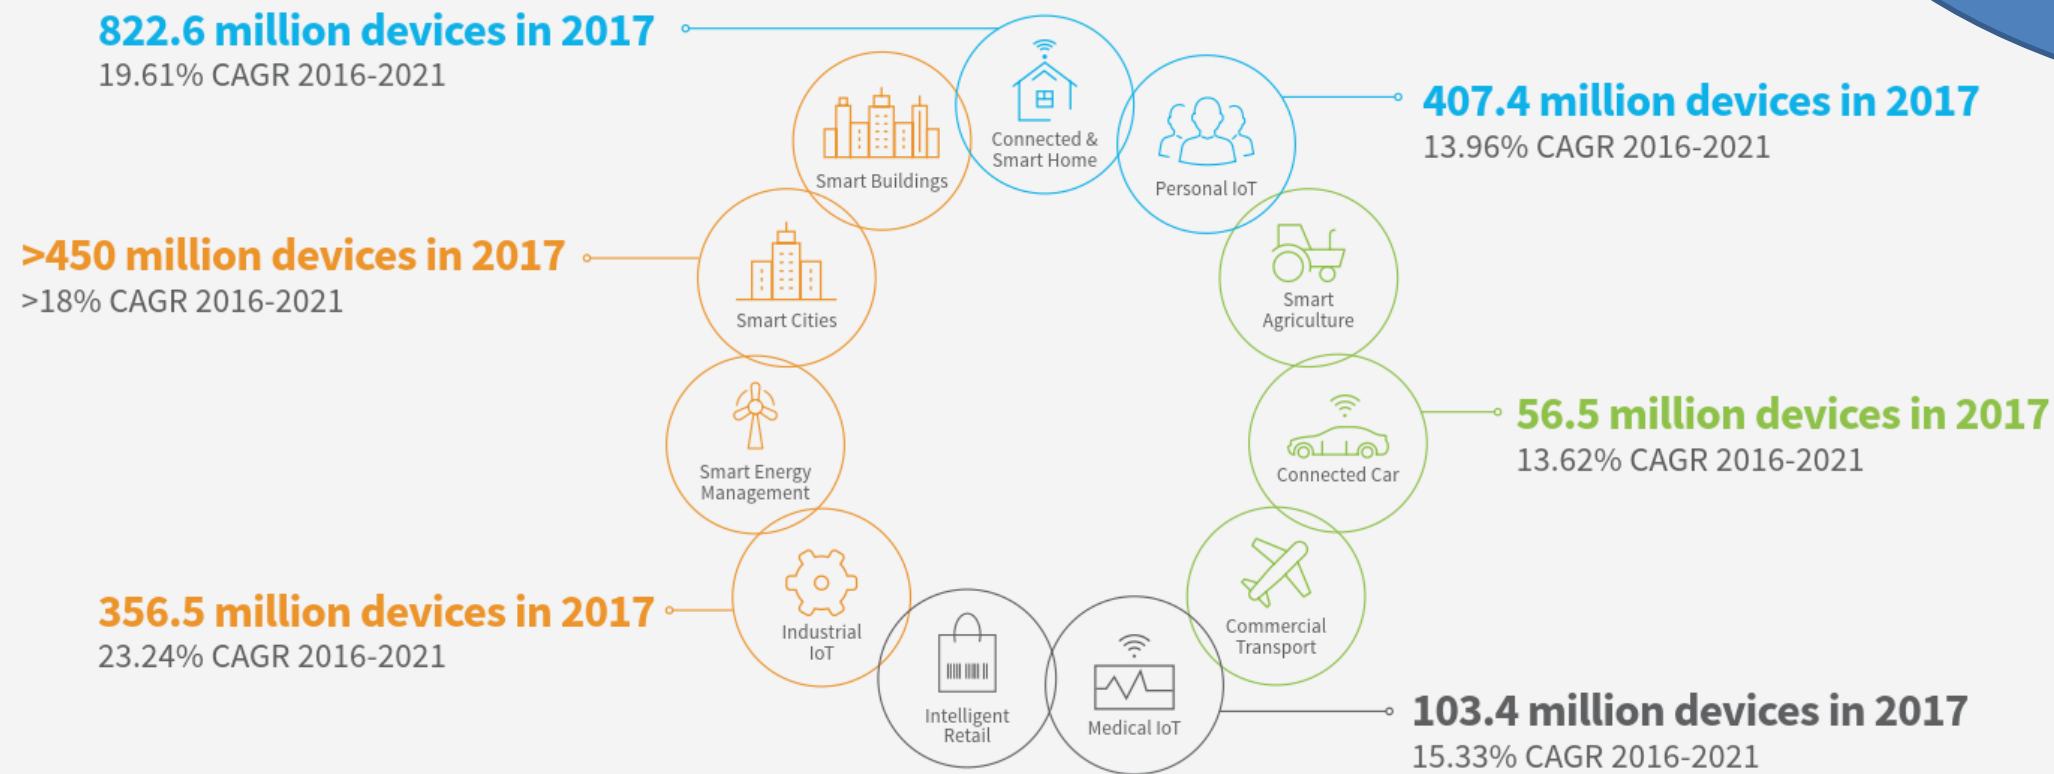 822.6 million devices in 2017
19.61% CAGR 2016-2021
Connected &
Smart Home
407.4 million devices in 2017
13.96% CAGR 2016-2021
Smart Buildings
Personal IoT
>450 million devices in 2017
>18% CAGR 2016-2021
Smart Cities
Smart
Agriculture
56.5 million devices in 2017
13.62% CAGR 2016-2021
Smart Energy
Management
Connected Car
356.5 million devices in 2017
23.24% CAGR 2016-2021
Industrial
IoT
Commercial
Transport
Intelligent
Retail
Medical IoT
103.4 million devices in 2017
15.33% CAGR 2016-2021